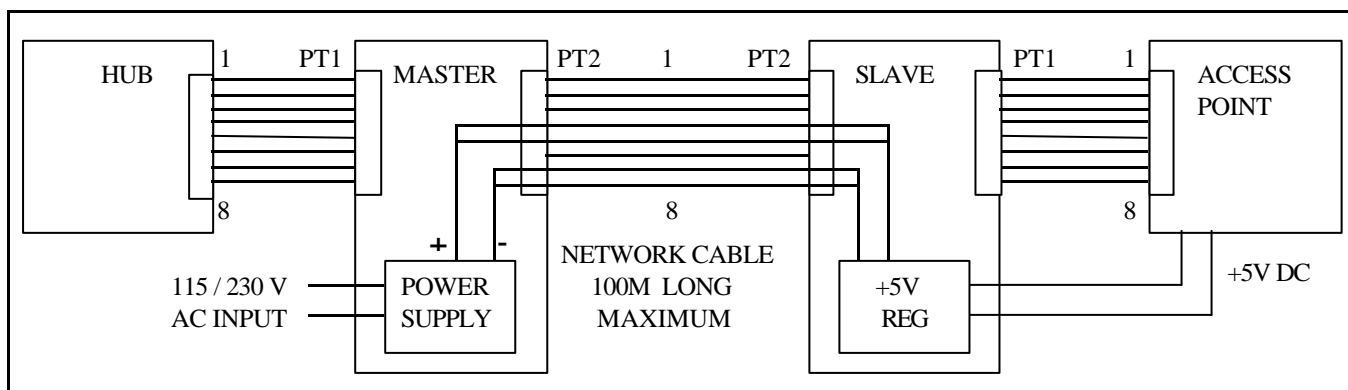 1 PT1 PT2 1 PT2 PT1 1
HUB MASTER SLAVE ACCESS
POINT
8 8 8
+ -
NETWORK CABLE
100M LONG
MAXIMUM
115 / 230 V
AC INPUT
POWER
SUPPLY
+5V
REG
+5V DC